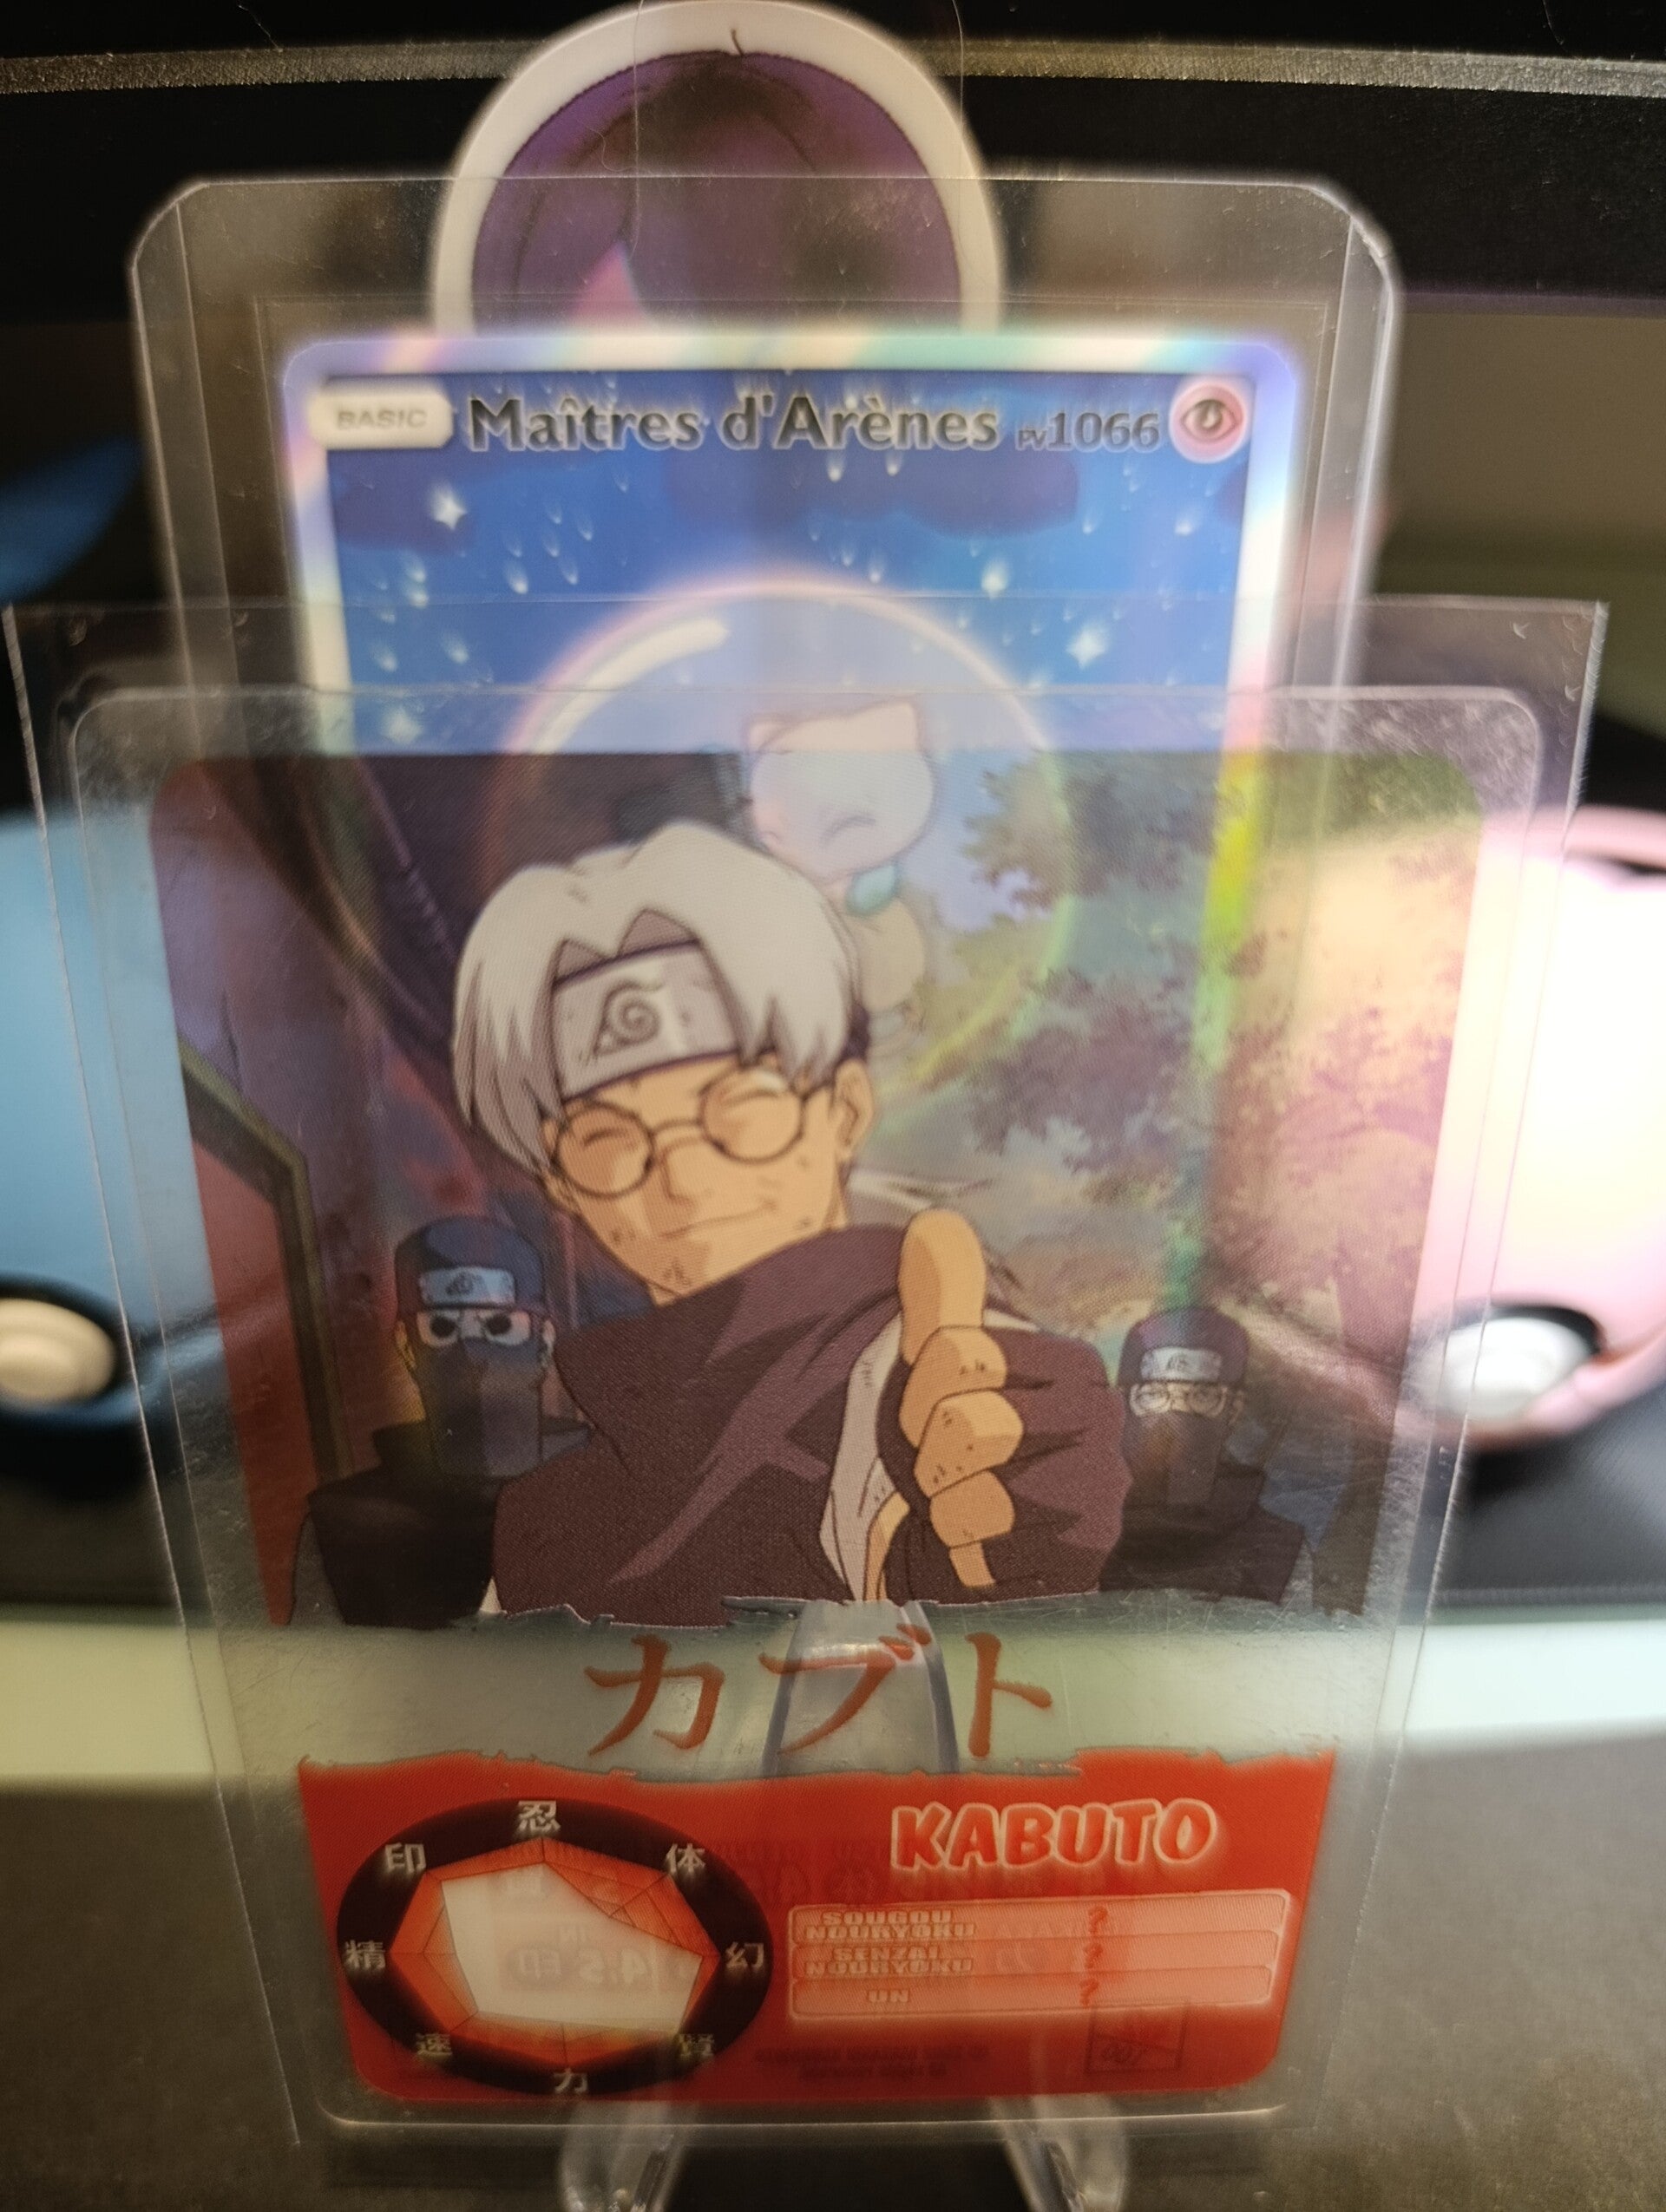 BASIC Maîtres d'Arènes PV1066
カブト
KABUTO
忍
体
幻
賢
力
速
精
印
SOUGOU NOURYOKU ?
SENZAI NOURYOKU ?
UN ?